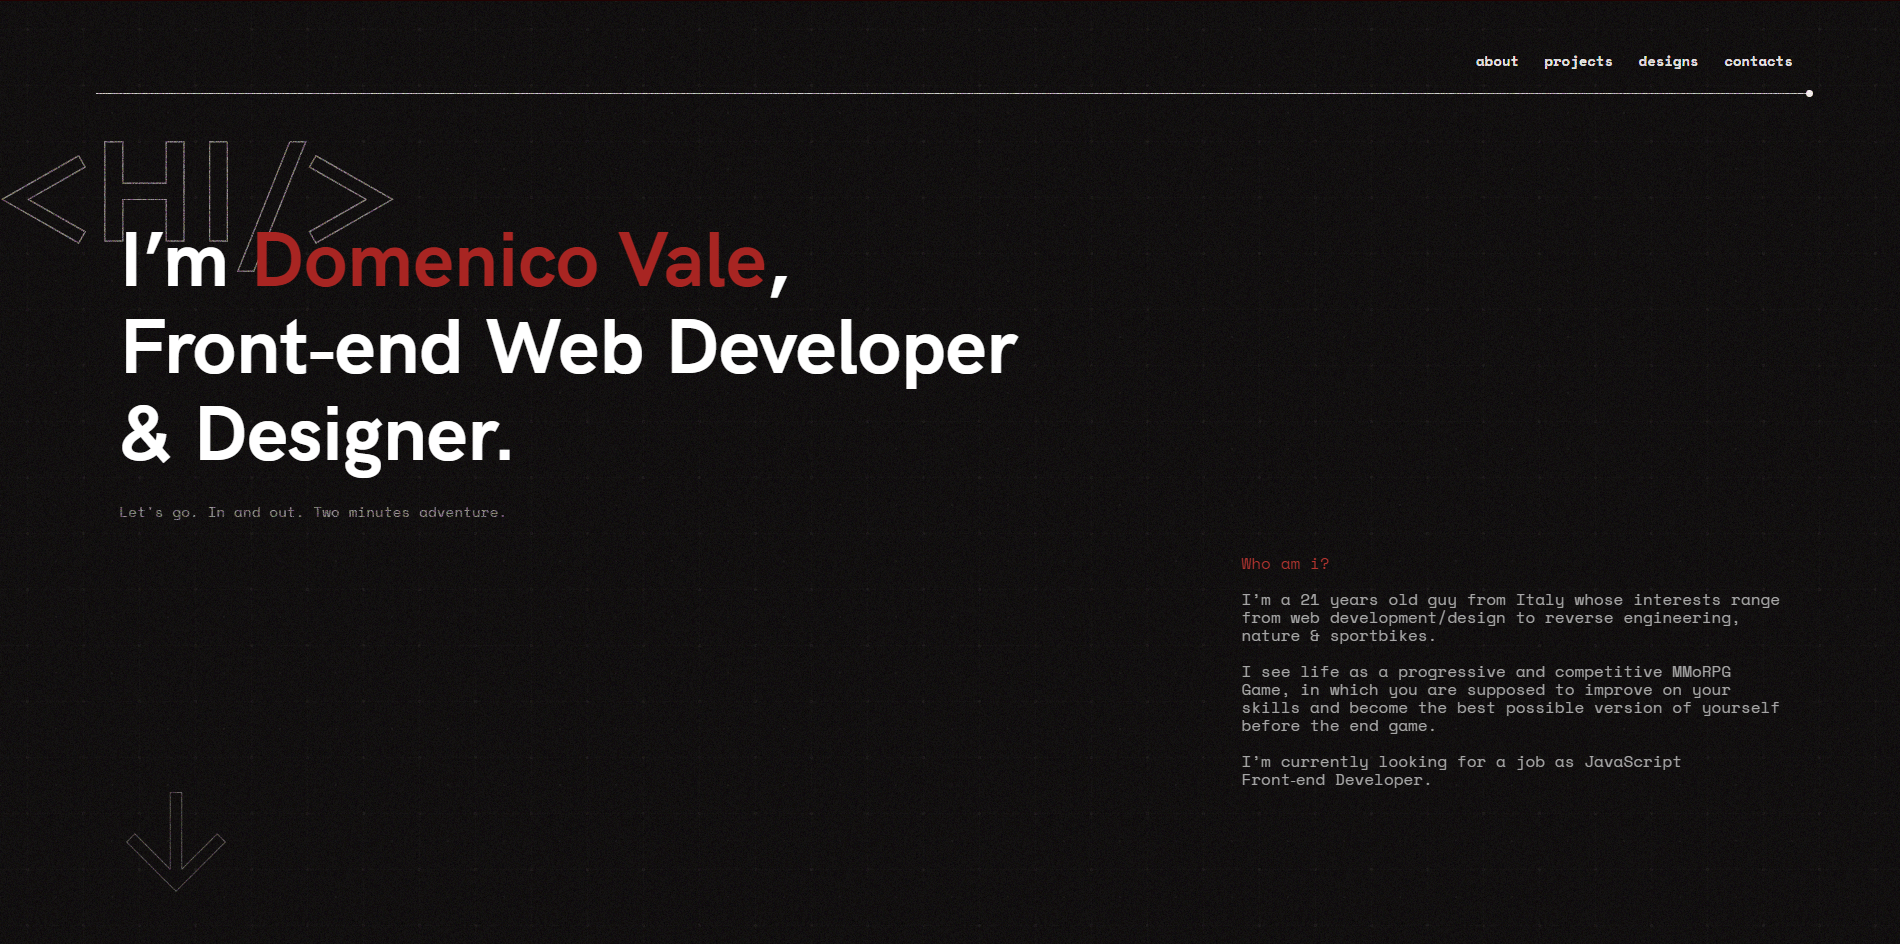 about projects designs contacts
<HI/>
I’m Domenico Vale,
Front-end Web Developer
& Designer.
Let's go. In and out. Two minutes adventure.
Who am i?
I'm a 21 years old guy from Italy whose interests range
from web development/design to reverse engineering,
nature & sportbikes.
I see life as a progressive and competitive MMoRPG
Game, in which you are supposed to improve on your
skills and become the best possible version of yourself
before the end game.
I'm currently looking for a job as JavaScript
Front-end Developer.